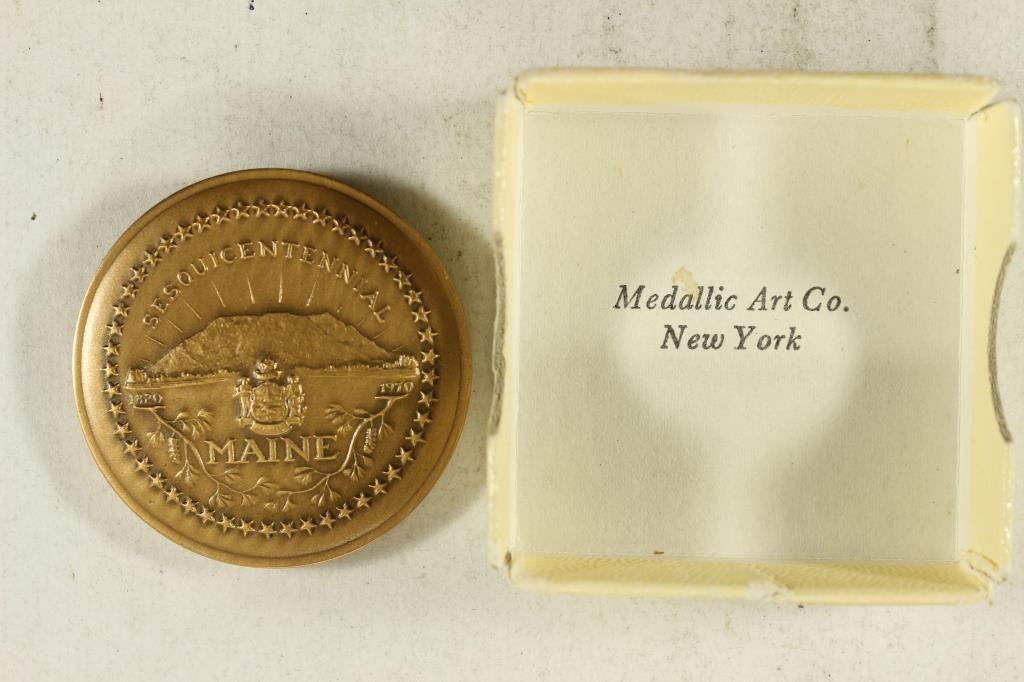 SESQUICENTENNIAL
1820 1970
MAINE
Medallic Art Co.
New York